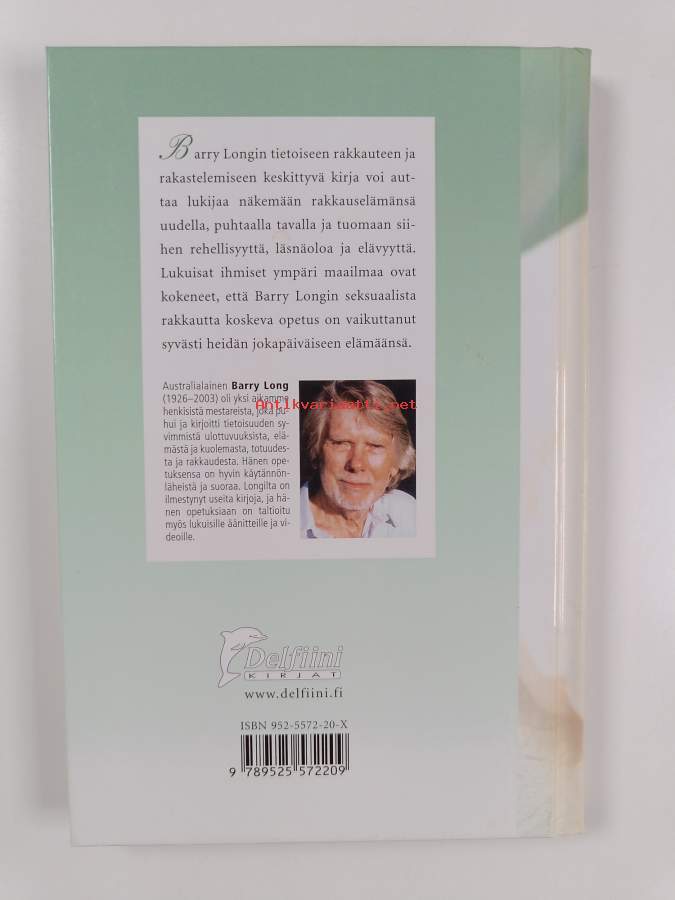 Barry Longin tietoiseen rakkauteen ja
rakastelemiseen keskittyvä kirja voi aut-
taa lukijaa näkemään rakkauselämänsä
uudella, puhtaalla tavalla ja tuomaan sii-
hen rehellisyyttä, läsnäoloa ja elävyyttä.
Lukuisat ihmiset ympäri maailmaa ovat
kokeneet, että Barry Longin seksuaalista
rakkautta koskeva opetus on vaikuttanut
syvästi heidän jokapäiväiseen elämäänsä.
Australialainen Barry Long
(1926–2003) oli yksi aikamme
henkisistä mestareista, joka pu-
hui ja kirjoitti tietoisuuden sy-
vimmistä ulottuvuuksista, elä-
mästä ja kuolemasta, totuudes-
ta ja rakkaudesta. Hänen ope-
tuksensa on hyvin käytännön-
läheistä ja suoraa. Longilta on
ilmestynyt useita kirjoja, ja hä-
nen opetuksiaan on taltioitu
myös lukuisille äänitteille ja vi-
deoille.
Antikvariaatti.net
Delfiini
KIRJAT
www.delfiini.fi
ISBN 952-5572-20-X
9 789525 572209